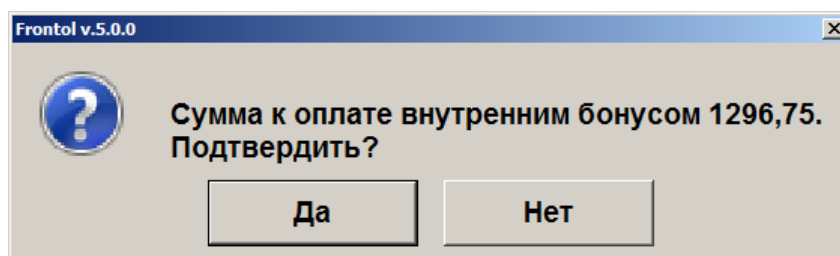 Frontol v.5.0.0
Сумма к оплате внутренним бонусом 1296,75.
Подтвердить?
Да
Нет